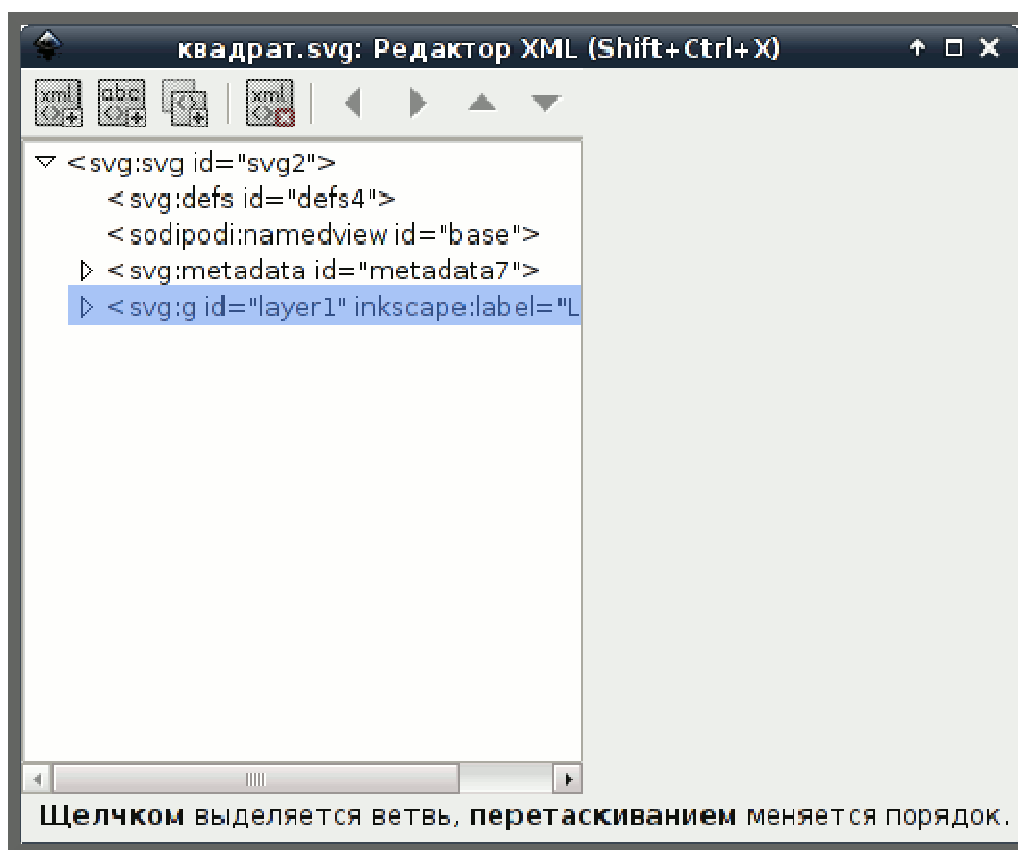 квадрат.svg: Редактор XML (Shift+Ctrl+X)
xml abc xml
<svg:svg id="svg2">
<svg:defs id="defs4">
<sodipodi:namedview id="base">
<svg:metadata id="metadata7">
<svg:g id="layer1" inkscape:label="L
Щелчком выделяется ветвь, перетаскиванием меняется порядок.